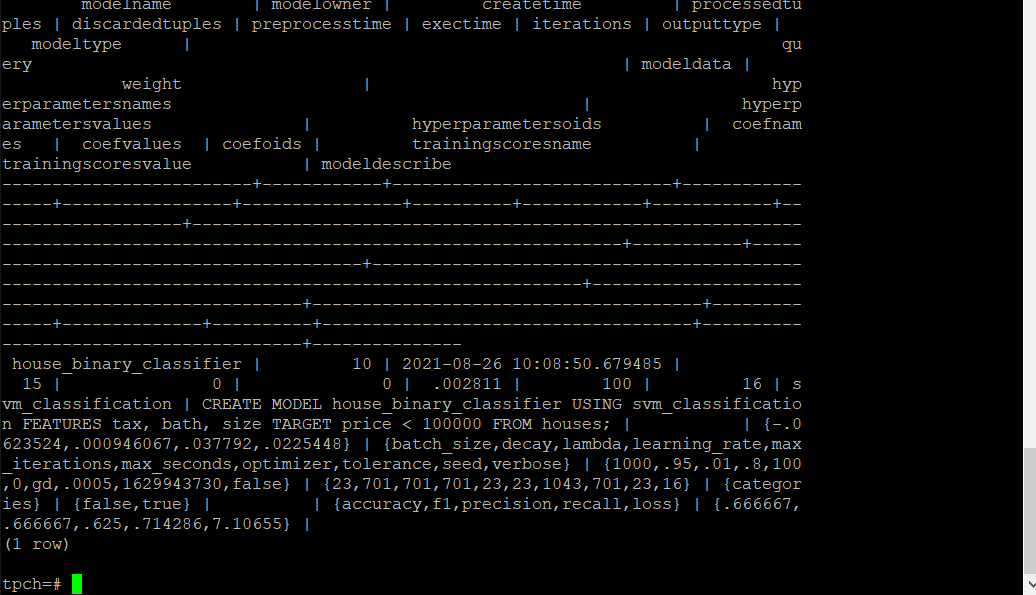 modelname | modelowner | createtime | processedtu
ples | discardedtuples | preprocesstime | exectime | iterations | outputtype |
modeltype | qu
ery | modeldata |
weight | hyp
erparametersnames | hyperp
arametersvalues | hyperparametersoids | coefnam
es | coefvalues | coefoids | trainingscoresname |
trainingscoresvalue | modeldescribe
-------------------------+------------+----------------------------+------------
-----+-----------------+----------------+----------+------------+------------+--
------------------+-------------------------------------------------------------
--------------------------------------------------------------+-----------+-----
------------------------------------+-------------------------------------------
----------------------------------------------------------+---------------------
------------------------------+---------------------------------------+---------
-----+--------------+----------+-------------------------------------+----------
------------------------------+---------------
house_binary_classifier | 10 | 2021-08-26 10:08:50.679485 |
15 | 0 | 0 | .002811 | 100 | 16 | s
vm_classification | CREATE MODEL house_binary_classifier USING svm_classificatio
n FEATURES tax, bath, size TARGET price < 100000 FROM houses; | | {-.0
623524,.000946067,.037792,.0225448} | {batch_size,decay,lambda,learning_rate,max
_iterations,max_seconds,optimizer,tolerance,seed,verbose} | {1000,.95,.01,.8,100
,0,gd,.0005,1629943730,false} | {23,701,701,701,23,23,1043,701,23,16} | {categor
ies} | {false,true} | | {accuracy,f1,precision,recall,loss} | {.666667,
.666667,.625,.714286,7.10655} |
(1 row)
tpch=#